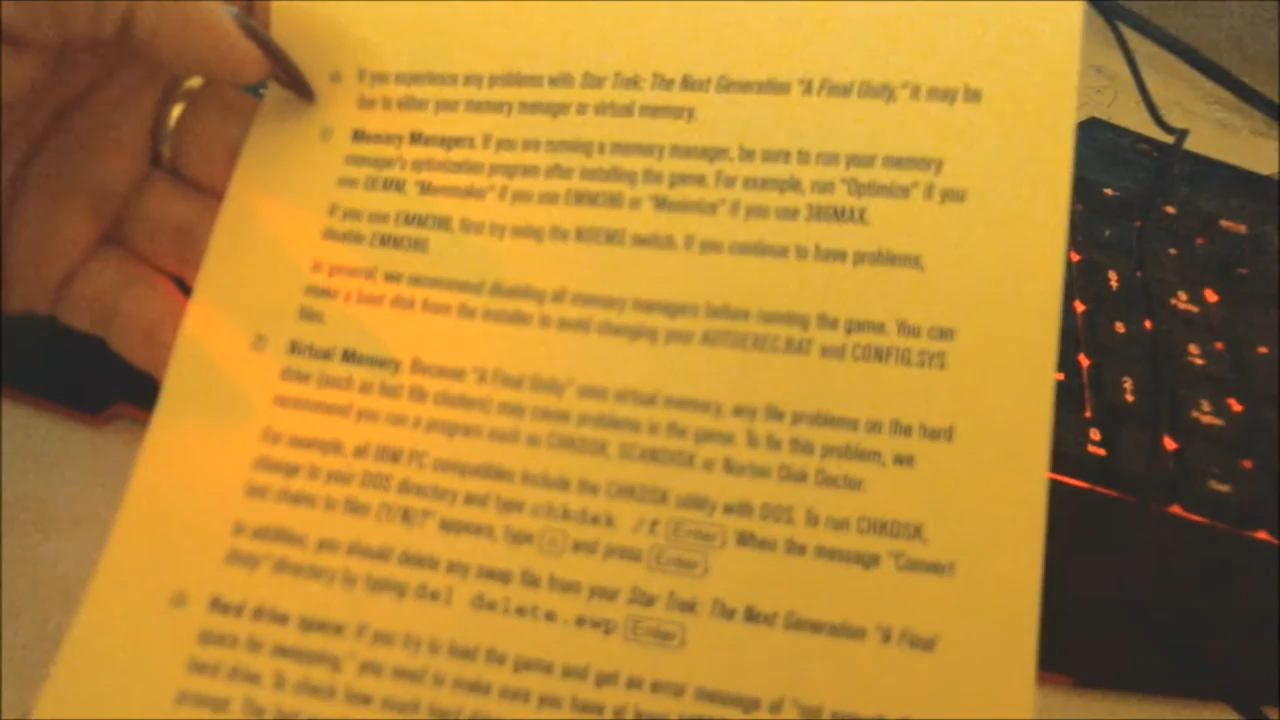 If you experience any problems with Star Trek: The Next Generation "A Final Unity," it may be
due to either your memory manager or virtual memory.
Memory Managers. If you are running a memory manager, be sure to run your memory
manager's optimization program after installing the game. For example, run "Optimize" if you
use QEMM, "Memmaker" if you use EMM386 or "Maximize" if you use 386MAX.
If you use EMM386, first try using the NOEMS switch. If you continue to have problems,
disable EMM386.
In general, we recommend disabling all memory managers before running the game. You can
make a boot disk from the installer to avoid changing your AUTOEXEC.BAT and CONFIG.SYS
files.
Virtual Memory. Because "A Final Unity" uses virtual memory, any file problems on the hard
drive (such as lost file clusters) may cause problems in the game. To fix this problem, we
recommend you run a program such as CHKDSK, SCANDISK or Norton Disk Doctor.
For example, all IBM PC compatibles include the CHKDSK utility with DOS. To run CHKDSK,
change to your DOS directory and type chkdsk /f Enter. When the message "Convert
lost chains to files (Y/N)?" appears, type and press Enter.
In addition, you should delete any swap file from your Star Trek: The Next Generation "A Final
Unity" directory by typing del delete.swp Enter.
Hard drive space: If you try to load the game and get an error message of "not
space for swapping," you need to make sure you have at least
hard drive. To check how much hard